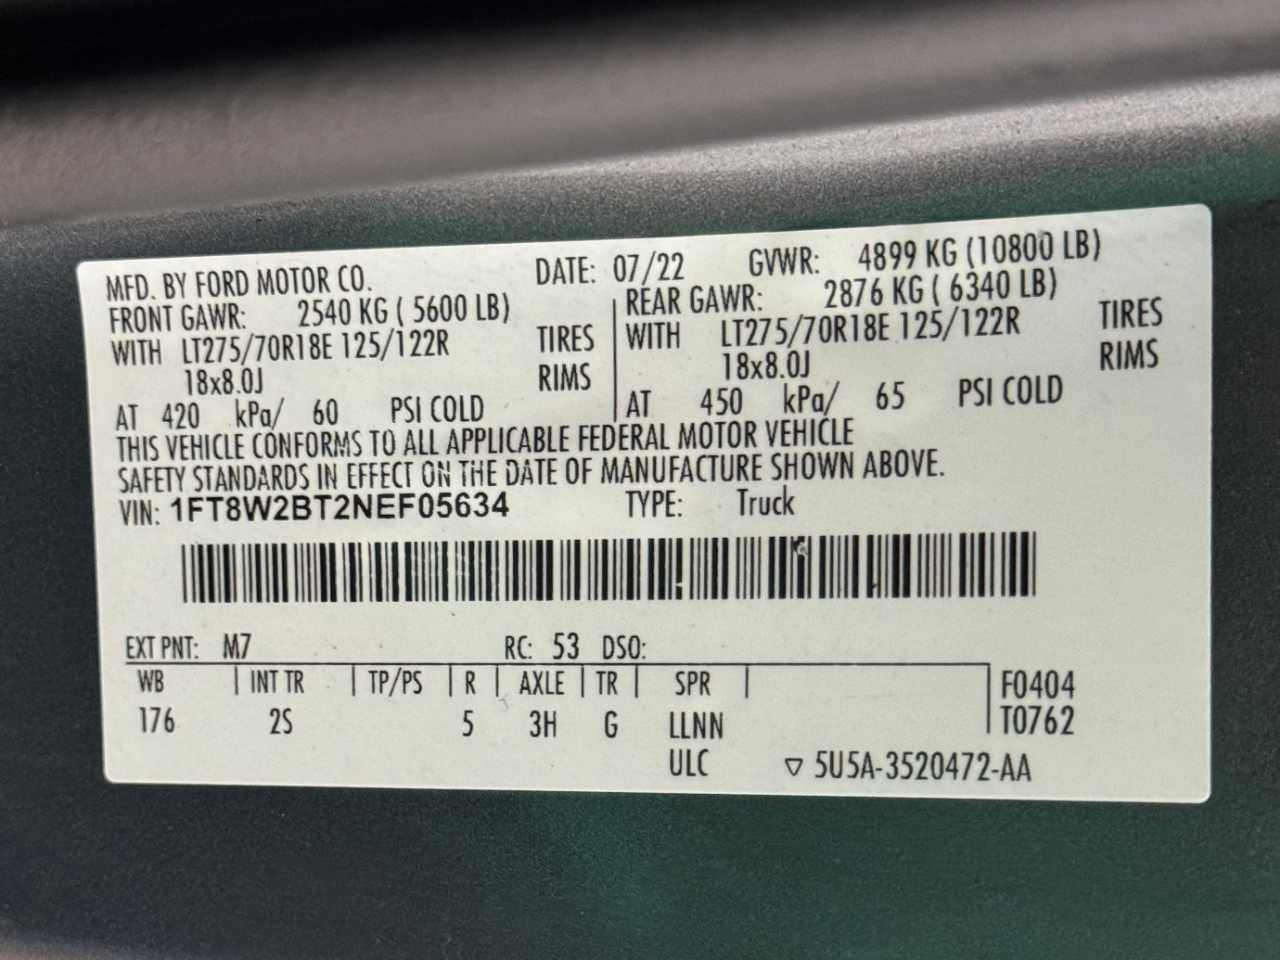 MFD. BY FORD MOTOR CO. DATE: 07/22 GVWR: 4899 KG (10800 LB)
FRONT GAWR: 2540 KG ( 5600 LB) REAR GAWR: 2876 KG ( 6340 LB)
WITH LT275/70R18E 125/122R TIRES WITH LT275/70R18E 125/122R TIRES
18x8.0J RIMS 18x8.0J RIMS
AT 420 kPa/ 60 PSI COLD AT 450 kPa/ 65 PSI COLD
THIS VEHICLE CONFORMS TO ALL APPLICABLE FEDERAL MOTOR VEHICLE
SAFETY STANDARDS IN EFFECT ON THE DATE OF MANUFACTURE SHOWN ABOVE.
VIN: 1FT8W2BT2NEF05634 TYPE: Truck
EXT PNT: M7 RC: 53 DSO:
WB INT TR TP/PS R AXLE TR SPR F0404
176 2S 5 3H G LLNN T0762
ULC ▽ 5U5A-3520472-AA